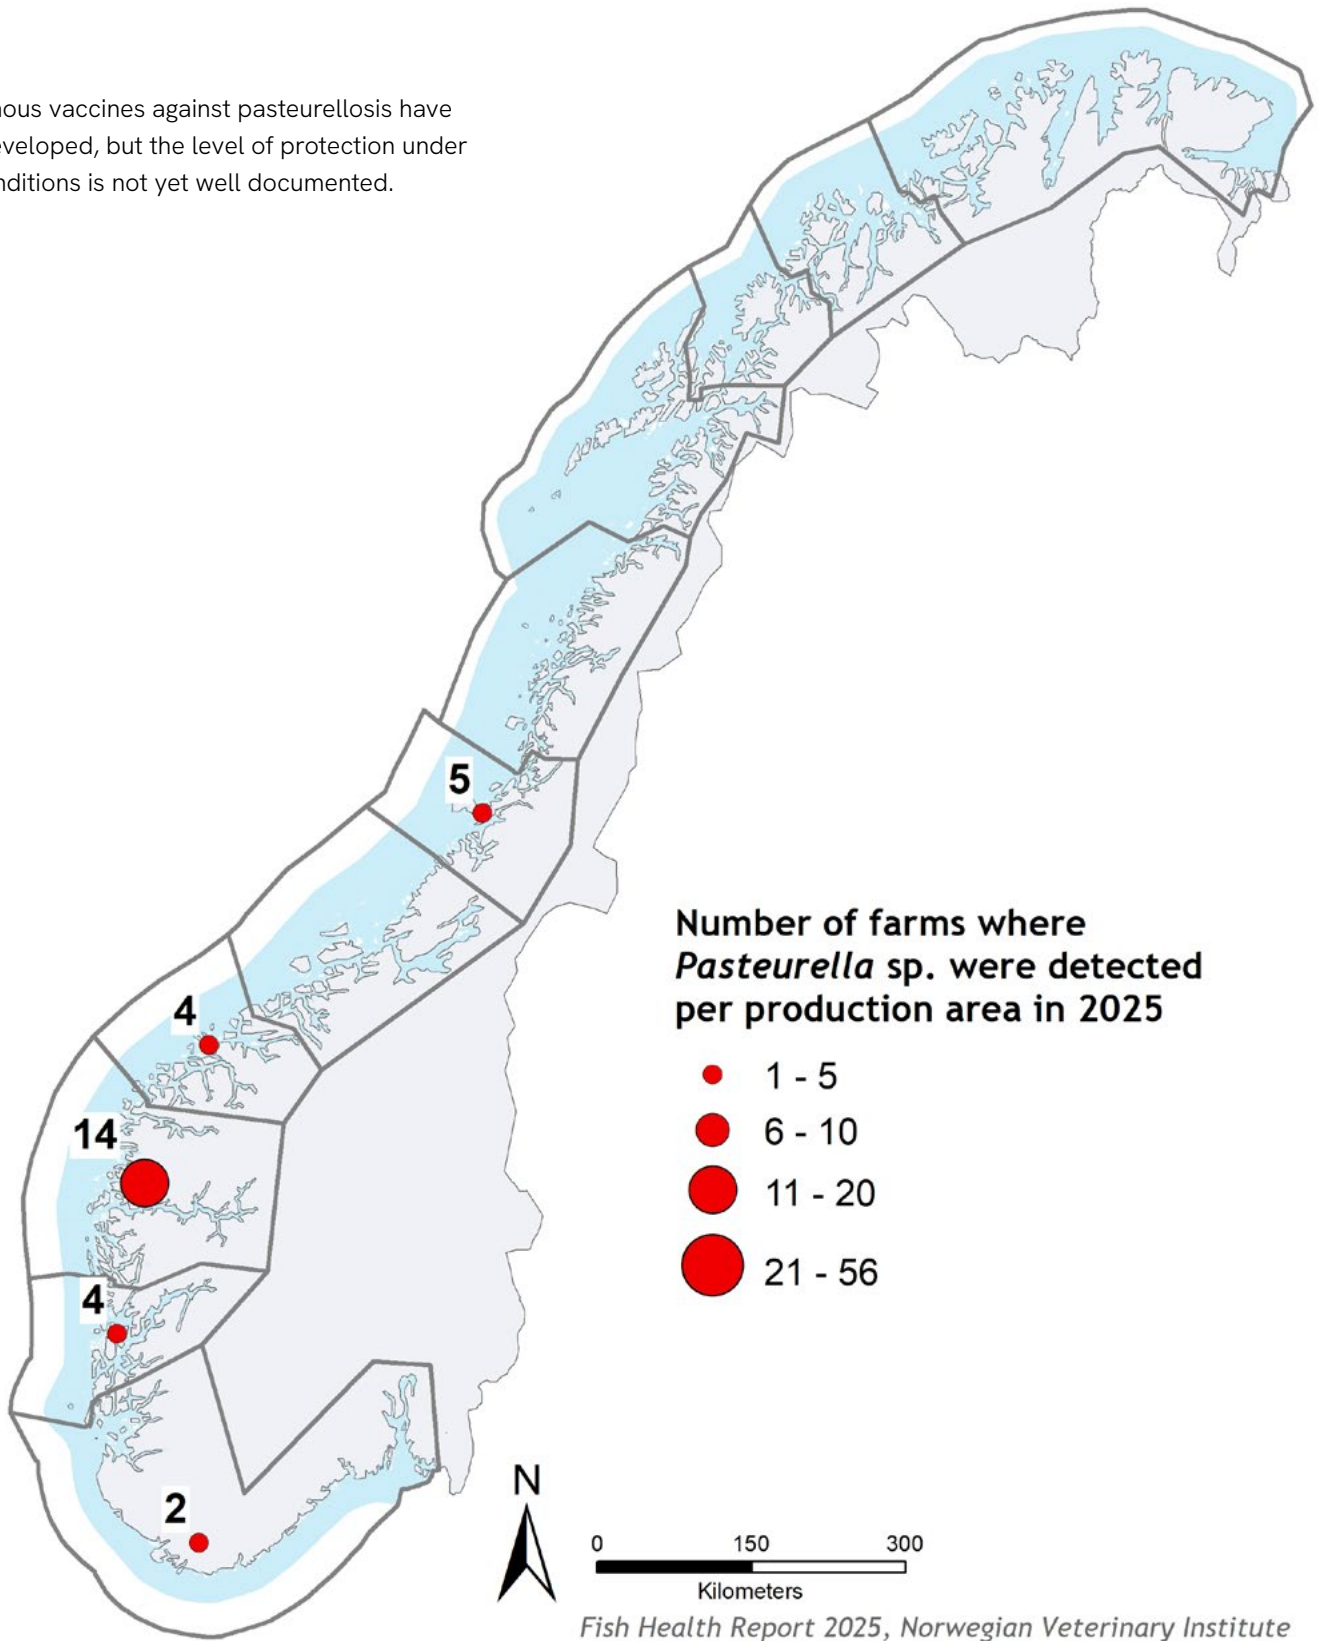 nous vaccines against pasteurellosis have
veloped, but the level of protection under
nditions is not yet well documented.
5
4
14
4
2
Number of farms where
Pasteurella sp. were detected
per production area in 2025
1 - 5
6 - 10
11 - 20
21 - 56
N
0 150 300
Kilometers
Fish Health Report 2025, Norwegian Veterinary Institute